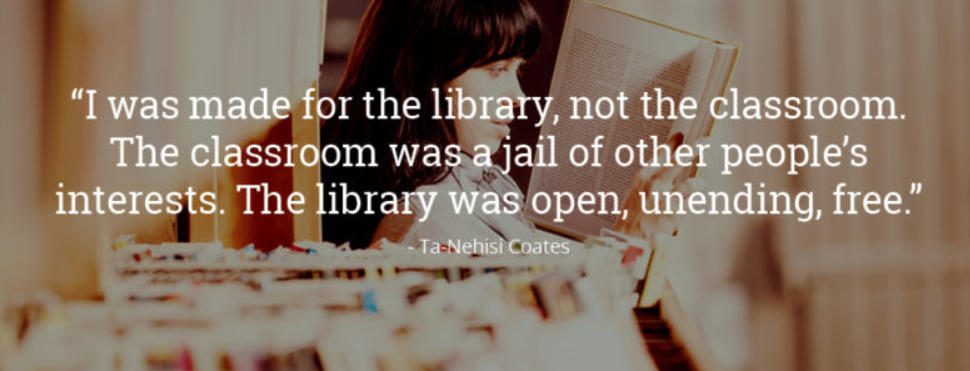 “I was made for the library, not the classroom.
The classroom was a jail of other people’s
interests. The library was open, unending, free.”
- Ta-Nehisi Coates